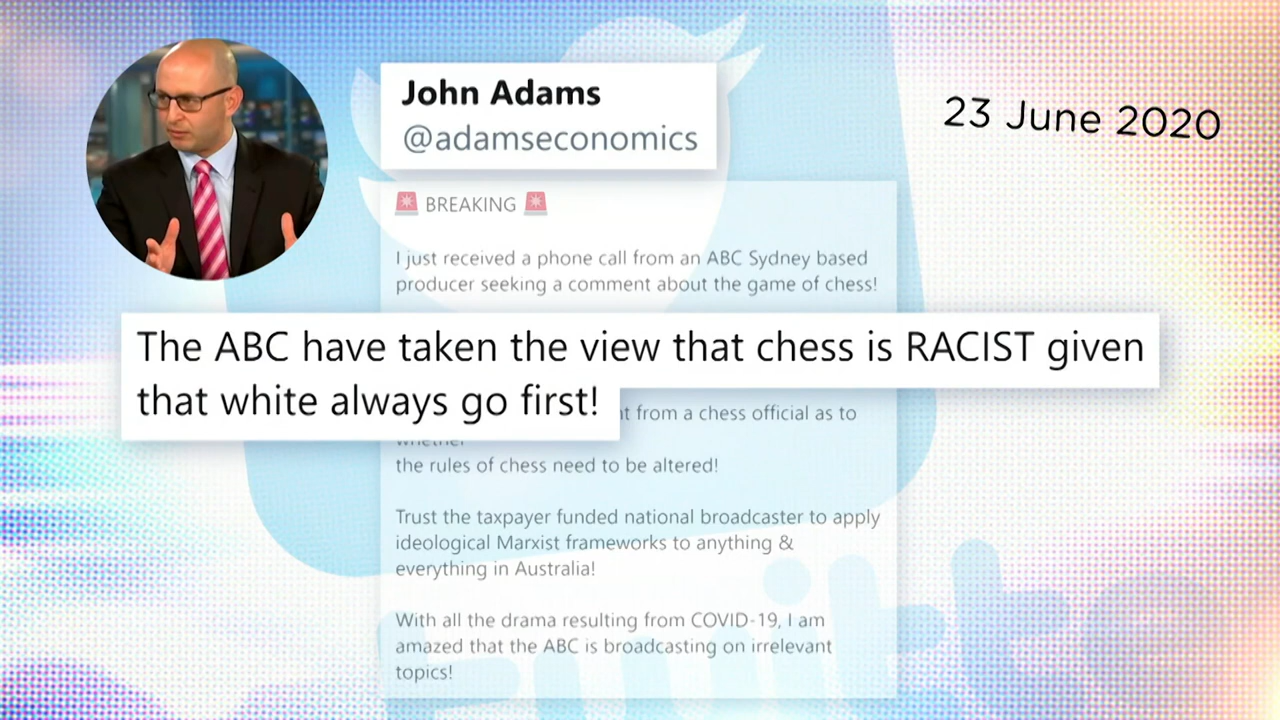 John Adams
@adamseconomics
23 June 2020
🚨 BREAKING 🚨
I just received a phone call from an ABC Sydney based
producer seeking a comment about the game of chess!
The ABC have taken the view that chess is RACIST given
that white always go first!
from a chess official as to
whether
the rules of chess need to be altered!
Trust the taxpayer funded national broadcaster to apply
ideological Marxist frameworks to anything &
everything in Australia!
With all the drama resulting from COVID-19, I am
amazed that the ABC is broadcasting on irrelevant
topics!